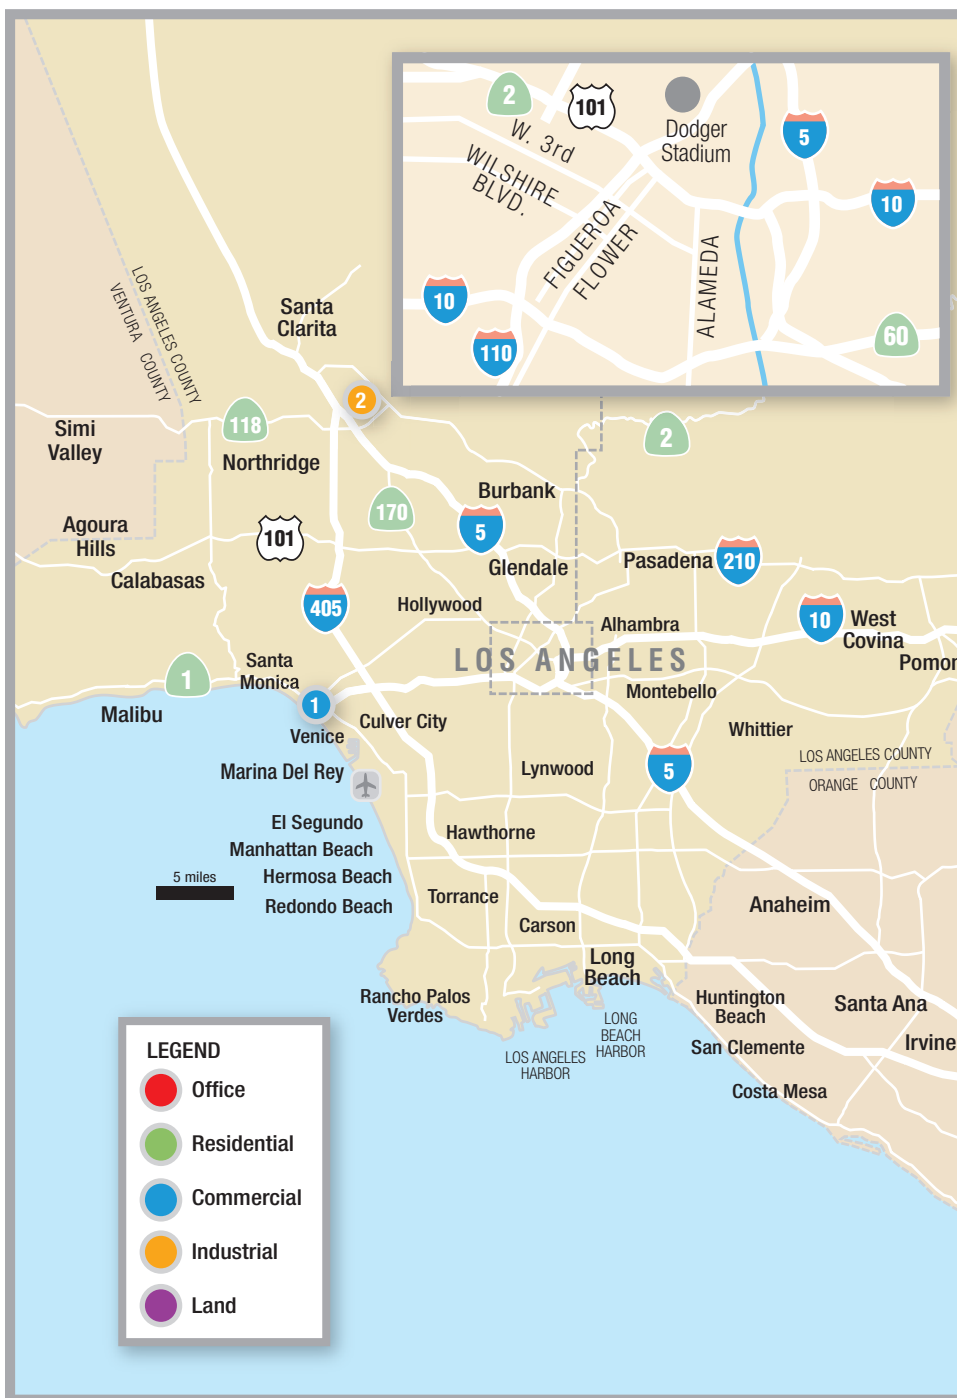 2
101
W. 3rd
WILSHIRE
BLVD.
Dodger
Stadium
5
10
FIGUEROA
FLOWER
ALAMEDA
10
110
60
LOS ANGELES COUNTY
VENTURA COUNTY
Santa
Clarita
2
118
Simi
Valley
Northridge
2
170
Burbank
101
5
Agoura
Hills
Calabasas
Glendale
Pasadena
210
405
Hollywood
Alhambra
10
West
Covina
LOS ANGELES
Santa
Monica
Pomon
1
Montebello
Malibu
1
Culver City
Venice
Whittier
Marina Del Rey
Lynwood
5
LOS ANGELES COUNTY
ORANGE COUNTY
El Segundo
Hawthorne
Manhattan Beach
5 miles
Hermosa Beach
Redondo Beach
Torrance
Anaheim
Carson
Long
Beach
Rancho Palos
Verdes
Huntington
Beach
Santa Ana
LONG
BEACH
HARBOR
LOS ANGELES
HARBOR
San Clemente
Irvine
Costa Mesa
LEGEND
Office
Residential
Commercial
Industrial
Land